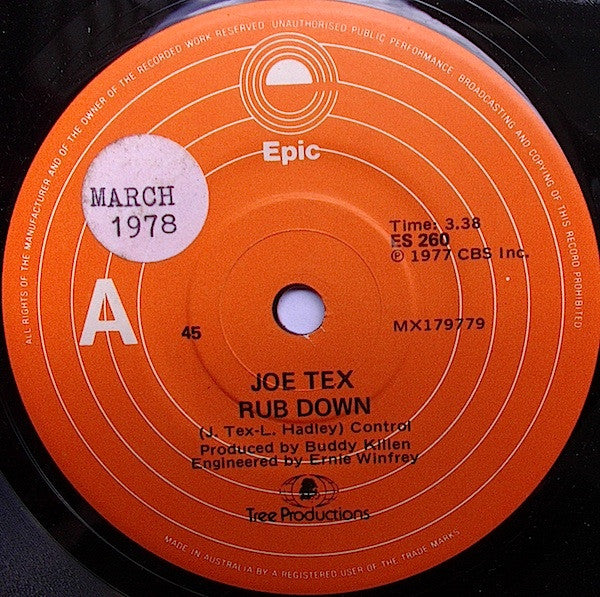 ALL RIGHTS OF THE MANUFACTURER AND OF THE OWNER OF THE RECORDED WORK RESERVED. UNAUTHORISED PUBLIC PERFORMANCE, BROADCASTING AND COPYING OF THIS RECORD PROHIBITED.
Epic
MARCH
1978
Time: 3.38
ES 260
℗ 1977 CBS Inc.
A
45
MX179779
JOE TEX
RUB DOWN
(J. Tex-L. Hadley) Control
Produced by Buddy Killen
Engineered by Ernie Winfrey
Tree Productions
MADE IN AUSTRALIA BY A REGISTERED USER OF THE TRADE MARKS